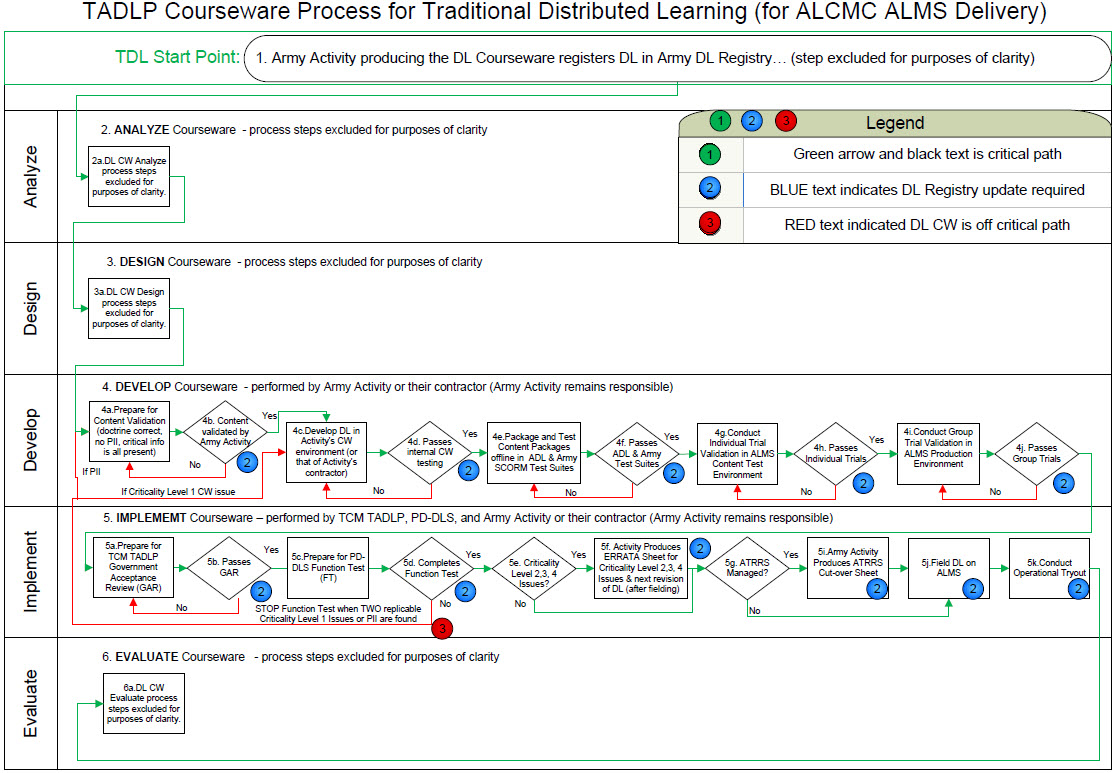 TADLP Courseware Process for Traditional Distributed Learning (for ALCMC ALMS Delivery)
TDL Start Point:
1. Army Activity producing the DL Courseware registers DL in Army DL Registry... (step excluded for purposes of clarity)
Analyze
2. ANALYZE Courseware - process steps excluded for purposes of clarity
2a.DL CW Analyze
process steps
excluded for
purposes of clarity.
1
2
3
Legend
1
Green arrow and black text is critical path
2
BLUE text indicates DL Registry update required
3
RED text indicated DL CW is off critical path
Design
3. DESIGN Courseware - process steps excluded for purposes of clarity
3a.DL CW Design
process steps
excluded for
purposes of clarity.
Develop
4. DEVELOP Courseware - performed by Army Activity or their contractor (Army Activity remains responsible)
4a.Prepare for
Content Validation
(doctrine correct,
no PII, critical info
is all present)
4b. Content
validated by
Army Activity
Yes
No
2
If PII
If Criticality Level 1 CW issue
4c.Develop DL in
Activity's CW
environment (or
that of Activity's
contractor)
4d. Passes
internal CW
testing
Yes
No
2
4e.Package and Test
Content Packages
offline in ADL & Army
SCORM Test Suites
4f. Passes
ADL & Army
Test Suites
Yes
No
2
4g.Conduct
Individual Trial
Validation in ALMS
Content Test
Environment
4h. Passes
Individual Trials
Yes
No
2
4i.Conduct Group
Trial Validation in
ALMS Production
Environment
4j. Passes
Group Trials
No
2
Implement
5. IMPLEMEMT Courseware – performed by TCM TADLP, PD-DLS, and Army Activity or their contractor (Army Activity remains responsible)
5a.Prepare for
TCM TADLP
Government
Acceptance
Review (GAR)
5b. Passes
GAR
Yes
No
2
5c.Prepare for PD-
DLS Function Test
(FT)
5d. Completes
Function Test
Yes
No
2
STOP Function Test when TWO replicable
Criticality Level 1 Issues or PII are found
3
5e. Criticality
Level 2,3, 4
Issues?
Yes
No
5f. Activity Produces
ERRATA Sheet for
Criticality Level 2,3, 4
Issues & next revision
of DL (after fielding)
2
5g. ATRRS
Managed?
Yes
No
5i.Army Activity
Produces ATRRS
Cut-over Sheet
2
5j.Field DL on
ALMS
2
5k.Conduct
Operational Tryout
2
Evaluate
6. EVALUATE Courseware - process steps excluded for purposes of clarity
6a.DL CW
Evaluate process
steps excluded for
purposes of clarity.